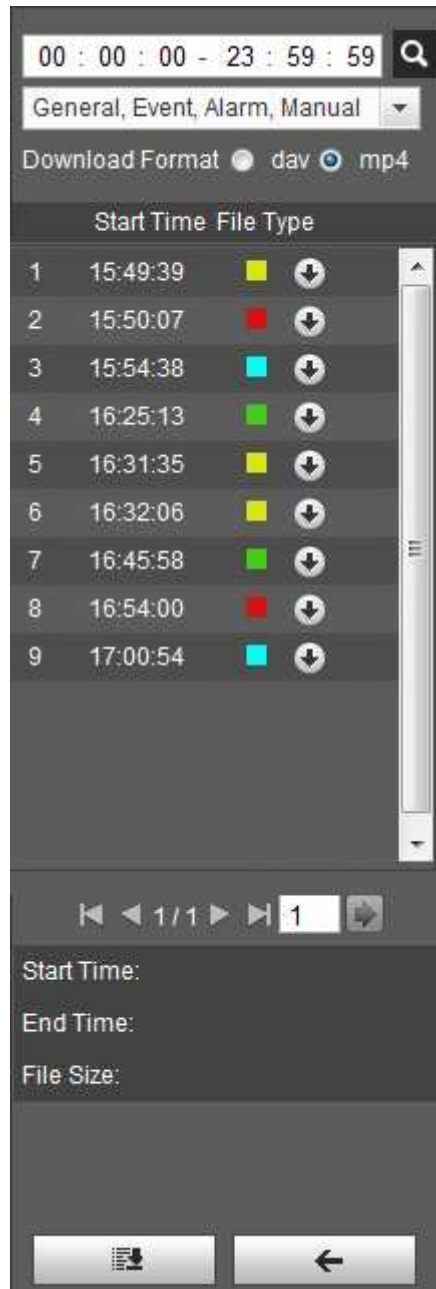 00 : 00 : 00 - 23 : 59 : 59
General, Event, Alarm, Manual
Download Format dav mp4
Start Time File Type
1 15:49:39
2 15:50:07
3 15:54:38
4 16:25:13
5 16:31:35
6 16:32:06
7 16:45:58
8 16:54:00
9 17:00:54
1 / 1 1
Start Time:
End Time:
File Size: